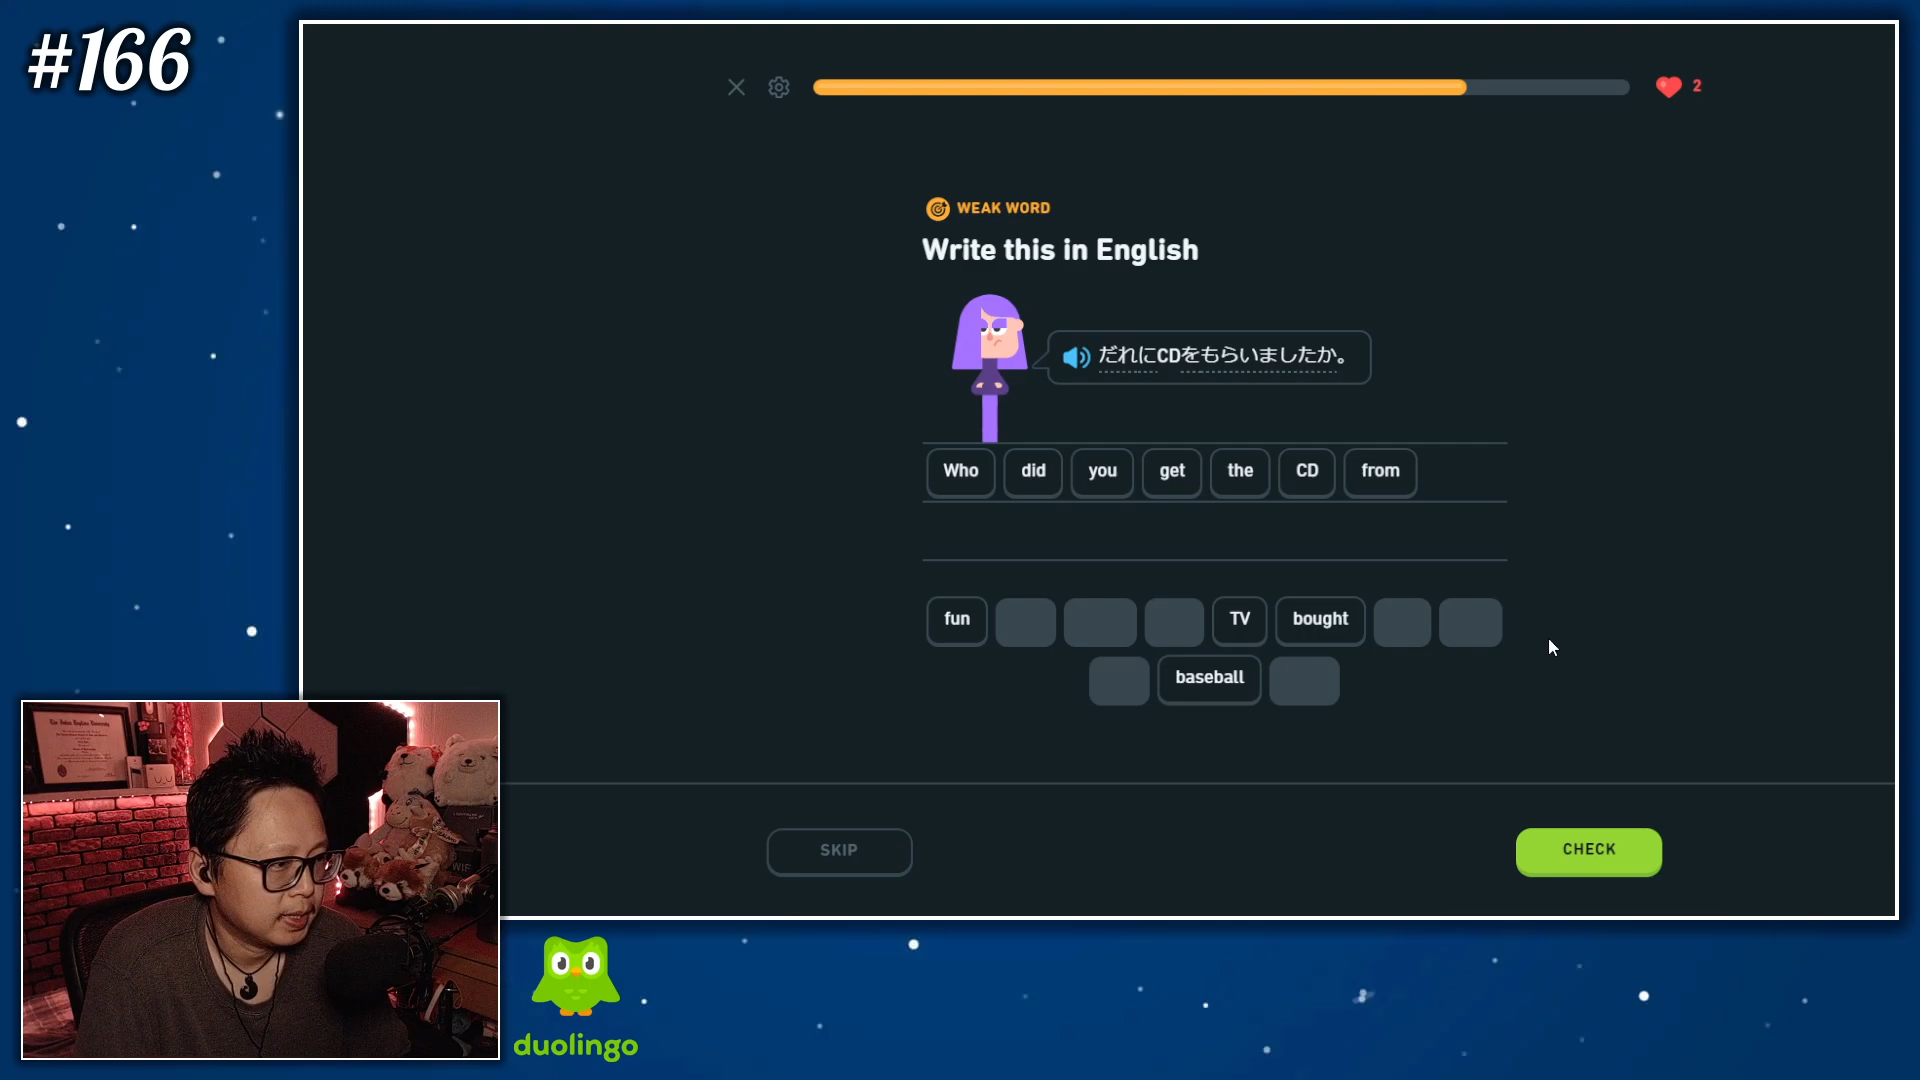 #166
2
WEAK WORD
Write this in English
だれにCDをもらいましたか。
Who did you get the CD from
fun TV bought
baseball
SKIP
CHECK
duolingo